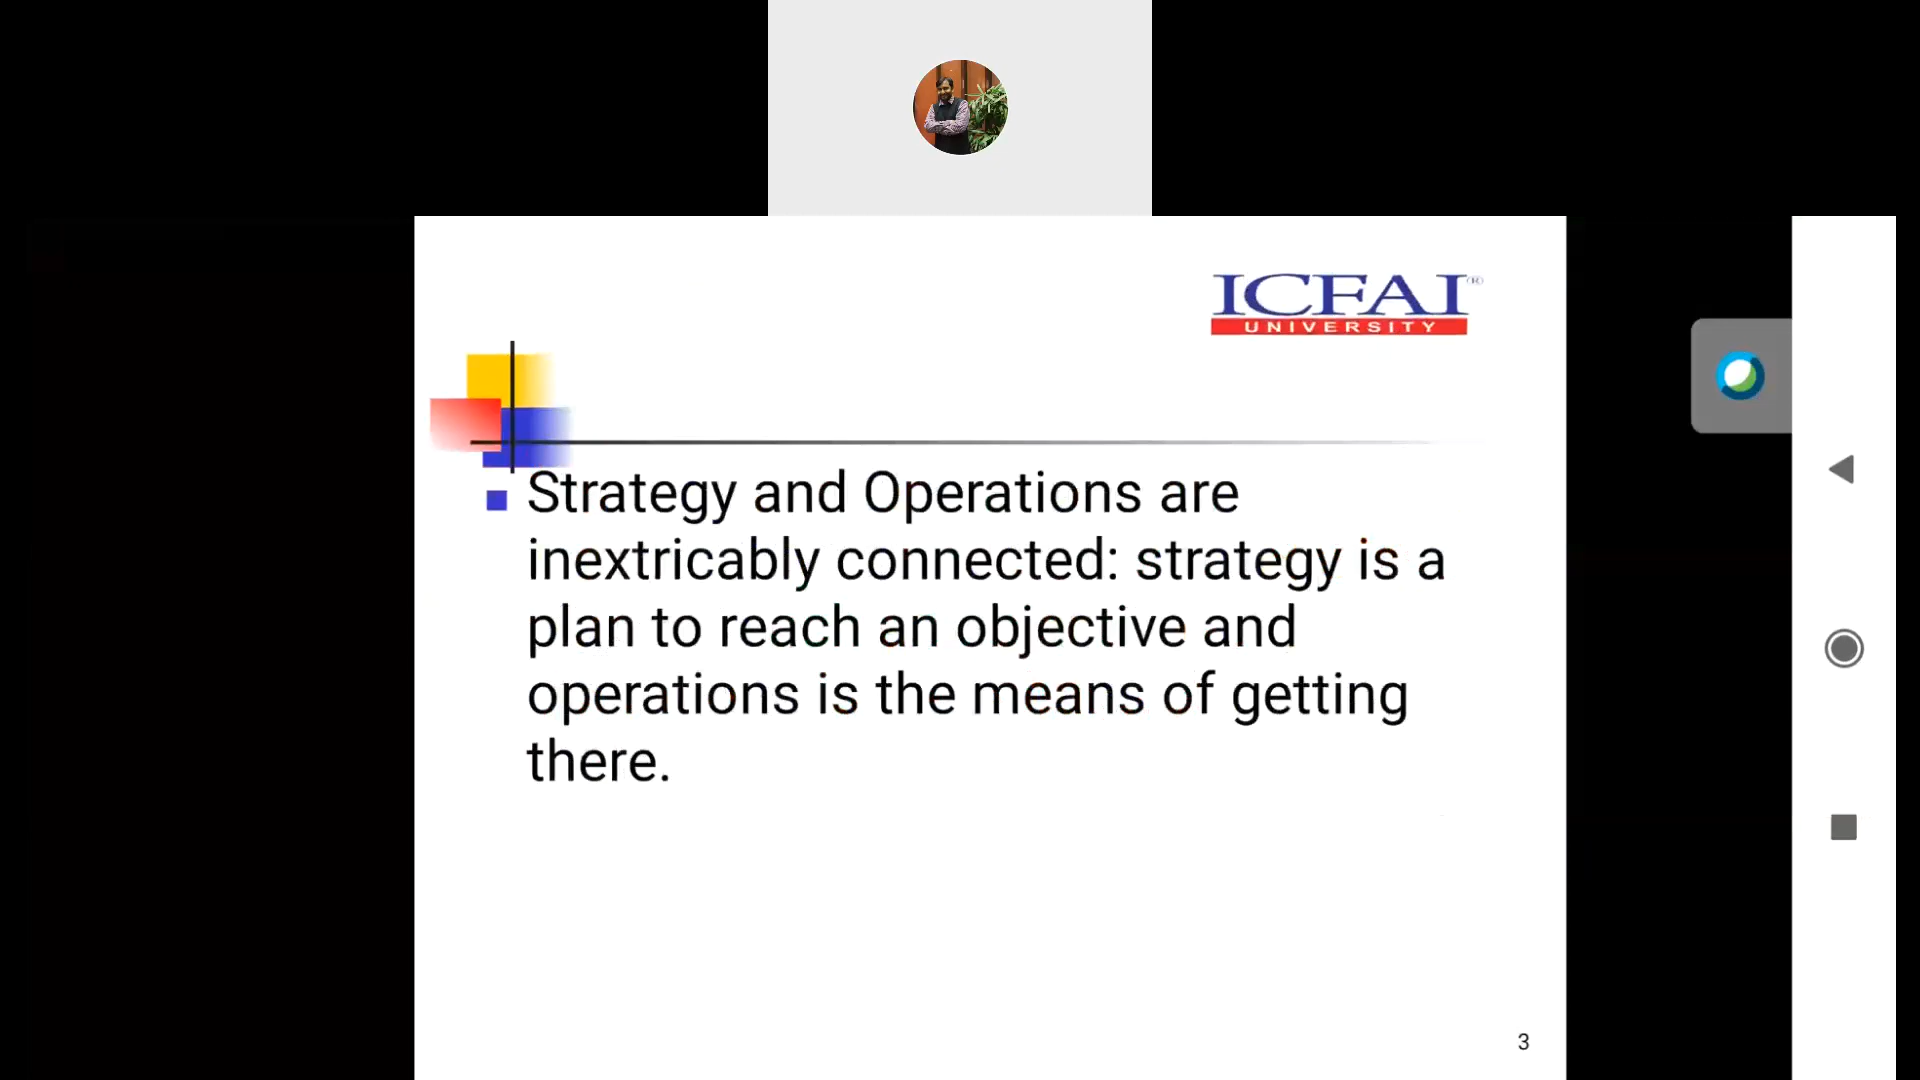 ICFAI(R)
UNIVERSITY
Strategy and Operations are
inextricably connected: strategy is a
plan to reach an objective and
operations is the means of getting
there.
3